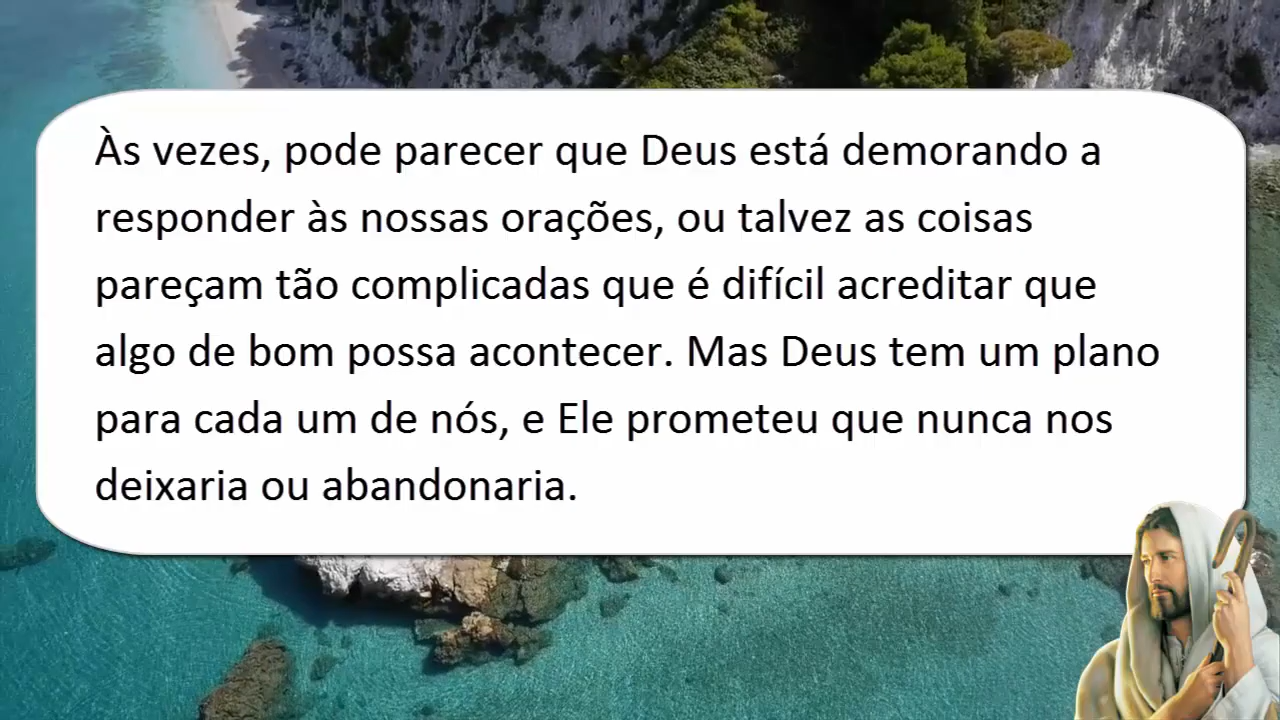 Às vezes, pode parecer que Deus está demorando a
responder às nossas orações, ou talvez as coisas
pareçam tão complicadas que é difícil acreditar que
algo de bom possa acontecer. Mas Deus tem um plano
para cada um de nós, e Ele prometeu que nunca nos
deixaria ou abandonaria.